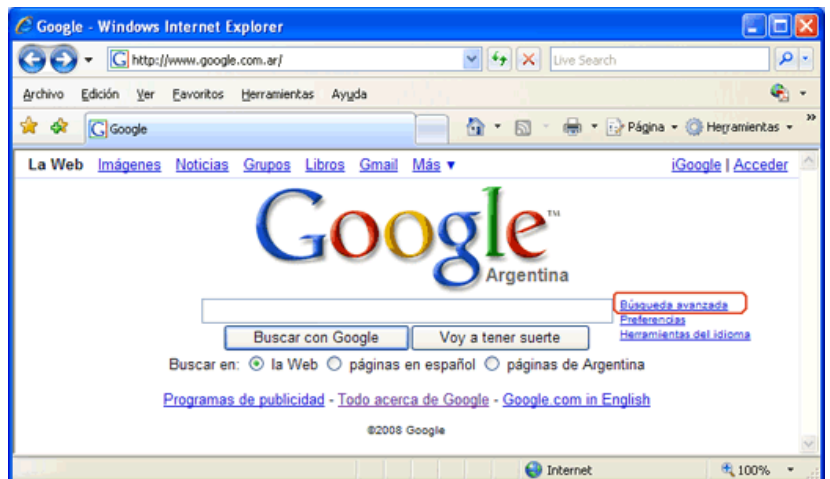 Google - Windows Internet Explorer
http://www.google.com.ar/ Live Search
Archivo Edición Ver Favoritos Herramientas Ayuda
Google Página Herramientas
La Web Imágenes Noticias Grupos Libros Gmail Más iGoogle | Acceder
Google™
Argentina
Búsqueda avanzada
Preferencias
Buscar con Google Voy a tener suerte Herramientas del idioma
Buscar en: la Web páginas en español páginas de Argentina
Programas de publicidad - Todo acerca de Google - Google.com in English
©2008 Google
Internet 100%